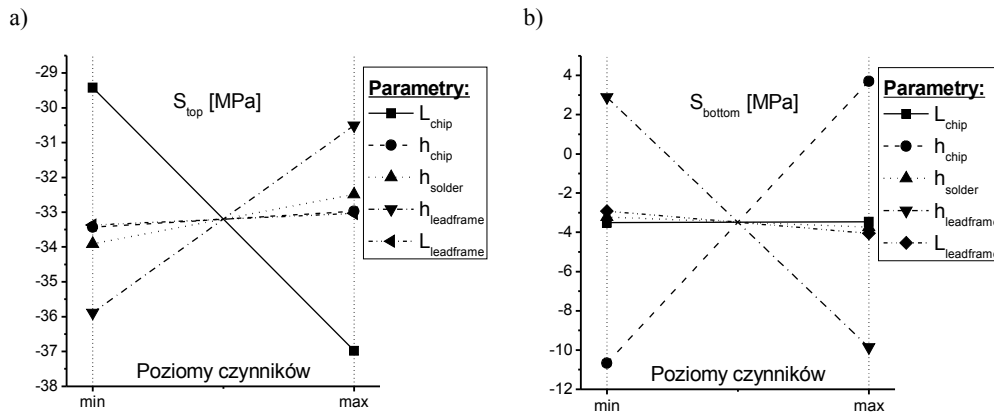 a)
-29
-30
-31
-32
-33
-34
-35
-36
-37
-38
S_top [MPa]
Parametry:
L_chip
h_chip
h_solder
h_leadframe
L_leadframe
Poziomy czynników
min
max
b)
4
2
0
-2
-4
-6
-8
-10
-12
S_bottom [MPa]
Parametry:
L_chip
h_chip
h_solder
h_leadframe
L_leadframe
Poziomy czynników
min
max